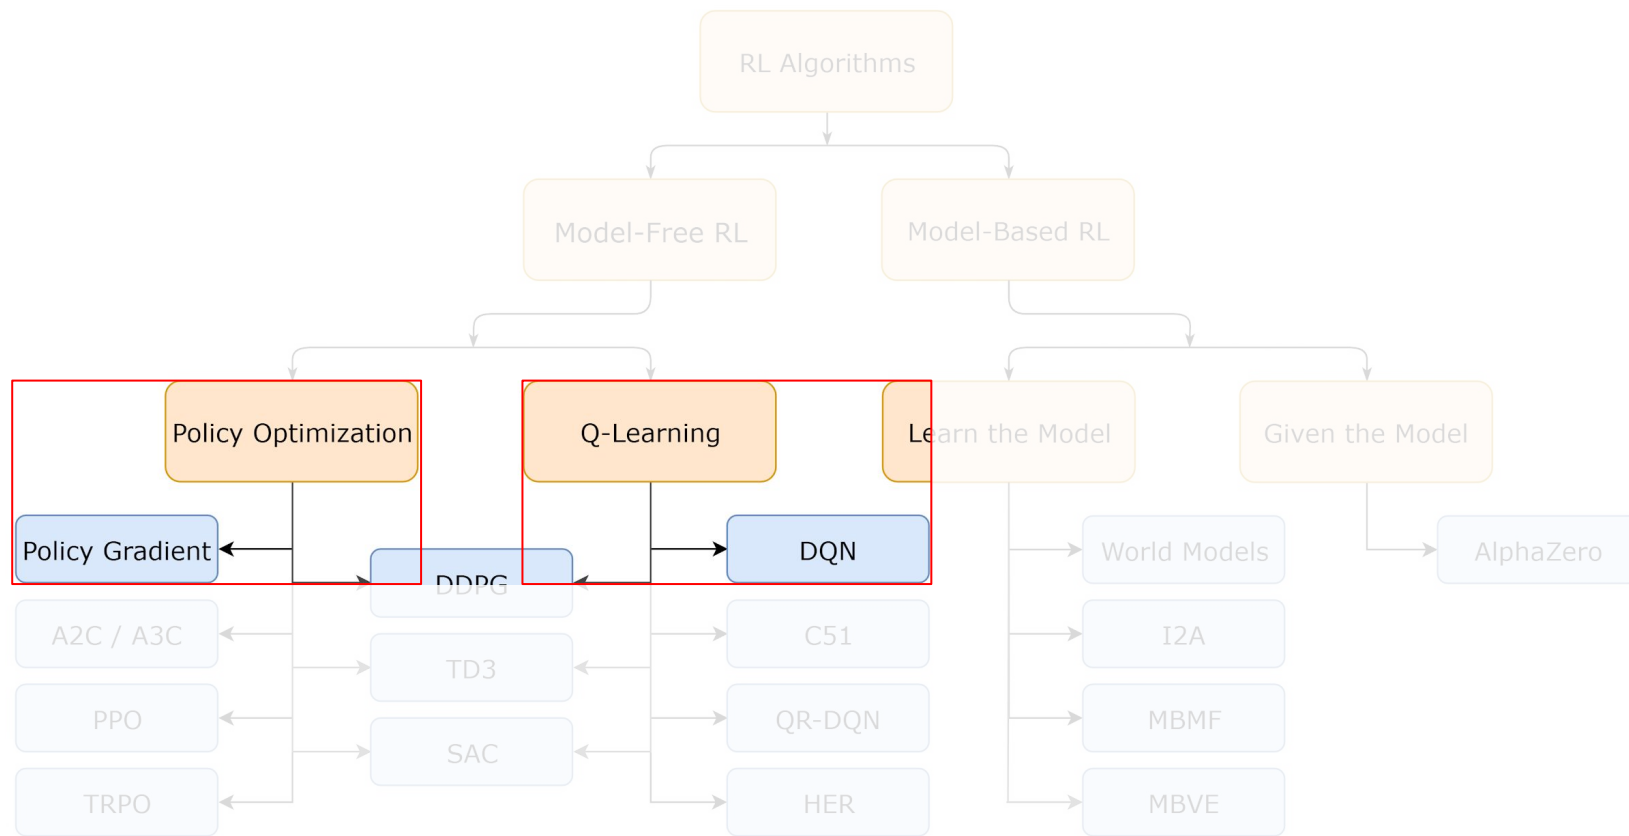 RL Algorithms
Model-Free RL
Model-Based RL
Policy Optimization
Q-Learning
Learn the Model
Given the Model
Policy Gradient
DDPG
DQN
World Models
AlphaZero
A2C / A3C
TD3
C51
I2A
PPO
SAC
QR-DQN
MBMF
TRPO
HER
MBVE